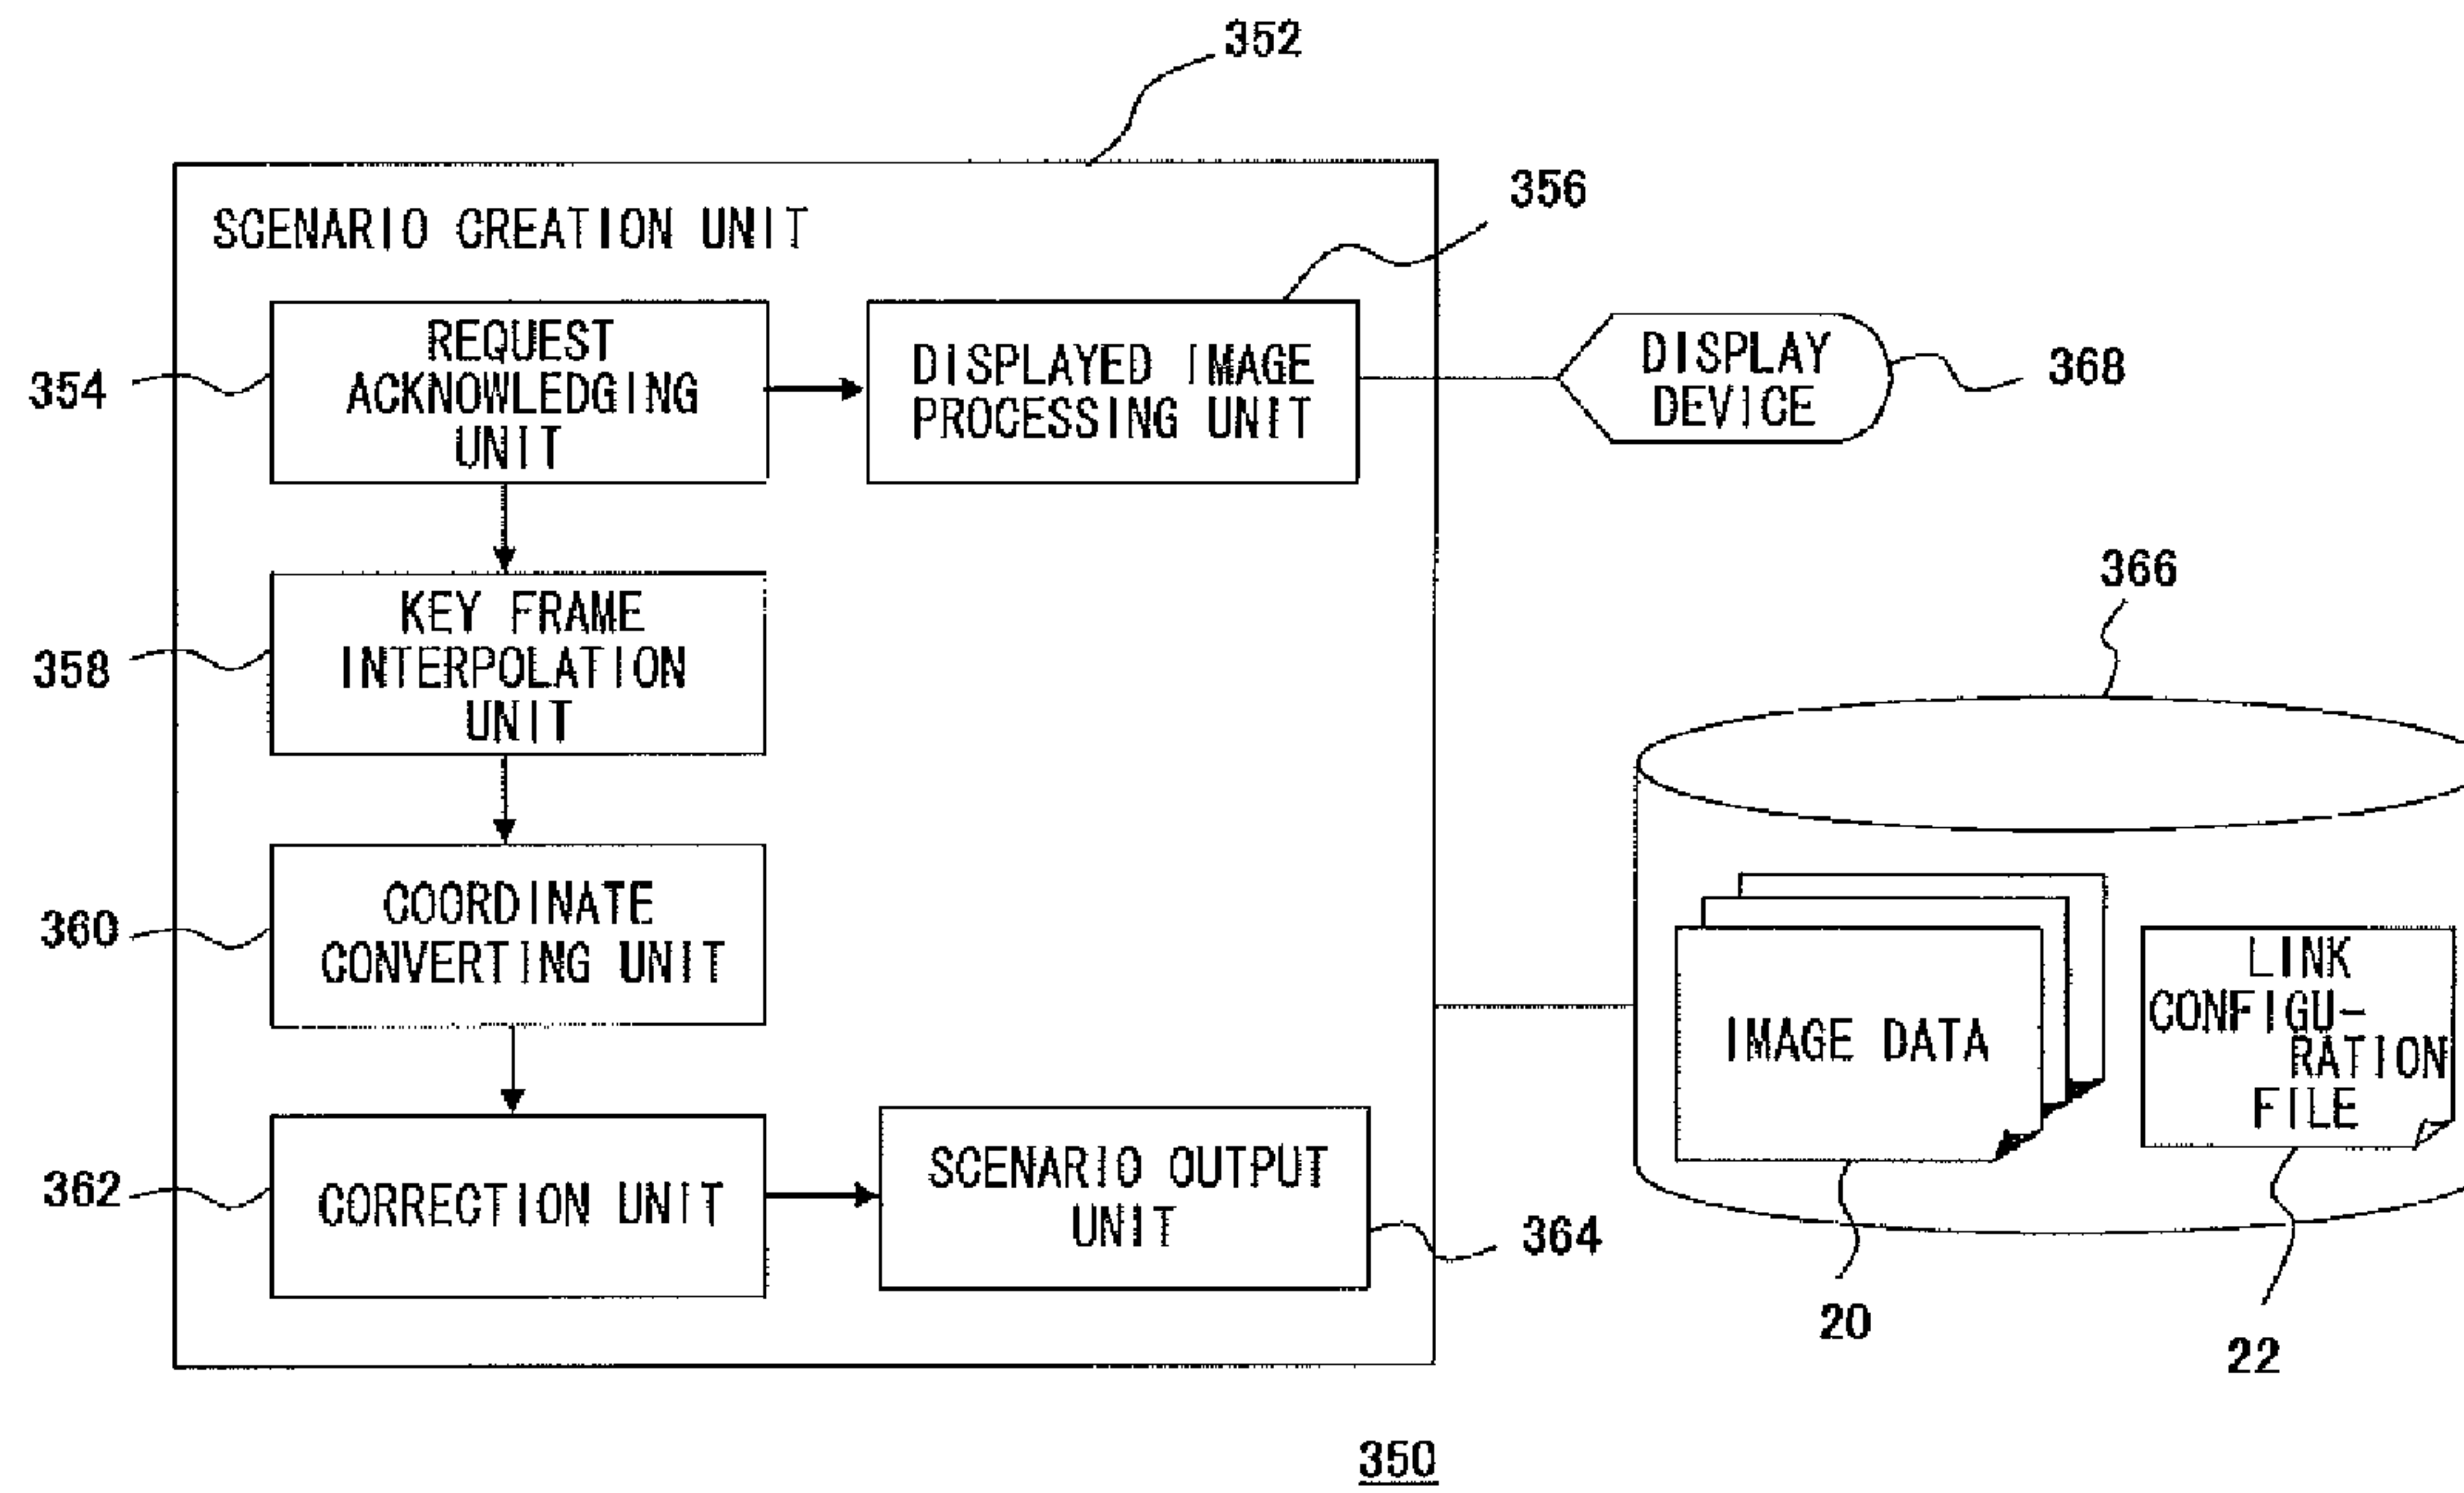 352
356
SCENARIO CREATION UNIT
REQUEST
ACKNOWLEDGING
UNIT
354
DISPLAYED IMAGE
PROCESSING UNIT
DISPLAY
DEVICE
368
KEY FRAME
INTERPOLATION
UNIT
358
366
COORDINATE
CONVERTING UNIT
360
IMAGE DATA
LINK
CONFIGU-
RATION
FILE
CORRECTION UNIT
362
SCENARIO OUTPUT
UNIT
364
20
22
350